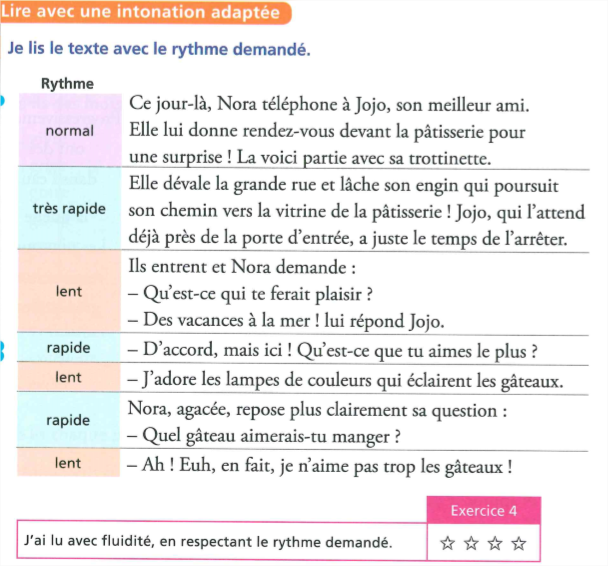 Lire avec une intonation adaptée
Je lis le texte avec le rythme demandé.
Rythme
normal
Ce jour-là, Nora téléphone à Jojo, son meilleur ami.
Elle lui donne rendez-vous devant la pâtisserie pour
une surprise ! La voici partie avec sa trottinette.
très rapide
Elle dévale la grande rue et lâche son engin qui poursuit
son chemin vers la vitrine de la pâtisserie ! Jojo, qui l'attend
déjà près de la porte d'entrée, a juste le temps de l'arrêter.
lent
Ils entrent et Nora demande :
– Qu'est-ce qui te ferait plaisir ?
– Des vacances à la mer ! lui répond Jojo.
rapide
– D'accord, mais ici ! Qu'est-ce que tu aimes le plus ?
lent
– J'adore les lampes de couleurs qui éclairent les gâteaux.
rapide
Nora, agacée, repose plus clairement sa question :
– Quel gâteau aimerais-tu manger ?
lent
– Ah ! Euh, en fait, je n'aime pas trop les gâteaux !
Exercice 4
J'ai lu avec fluidité, en respectant le rythme demandé.